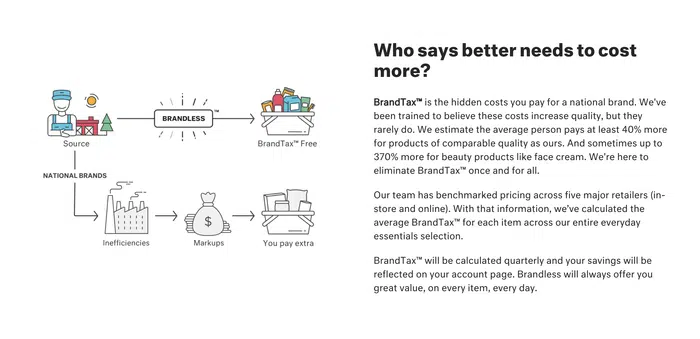 Who says better needs to cost
more?
BrandTax™ is the hidden costs you pay for a national brand. We've
been trained to believe these costs increase quality, but they
rarely do. We estimate the average person pays at least 40% more
for products of comparable quality as ours. And sometimes up to
370% more for beauty products like face cream. We're here to
eliminate BrandTax™ once and for all.
Our team has benchmarked pricing across five major retailers (in-
store and online). With that information, we've calculated the
average BrandTax™ for each item across our entire everyday
essentials selection.
BrandTax™ will be calculated quarterly and your savings will be
reflected on your account page. Brandless will always offer you
great value, on every item, every day.
BRANDLESS™
Source
BrandTax™ Free
NATIONAL BRANDS
$
Inefficiencies
Markups
You pay extra